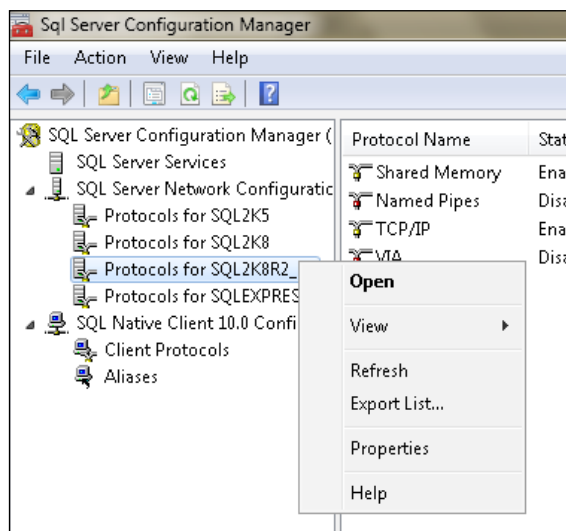 Sql Server Configuration Manager
File Action View Help
SQL Server Configuration Manager (
SQL Server Services
SQL Server Network Configuratic
Protocols for SQL2K5
Protocols for SQL2K8
Protocols for SQL2K8R2_
Protocols for SQLEXPRES
SQL Native Client 10.0 Confi
Client Protocols
Aliases
Protocol Name Stat
Shared Memory Ena
Named Pipes Disa
TCP/IP Ena
VIA Disa
Open
View
Refresh
Export List...
Properties
Help